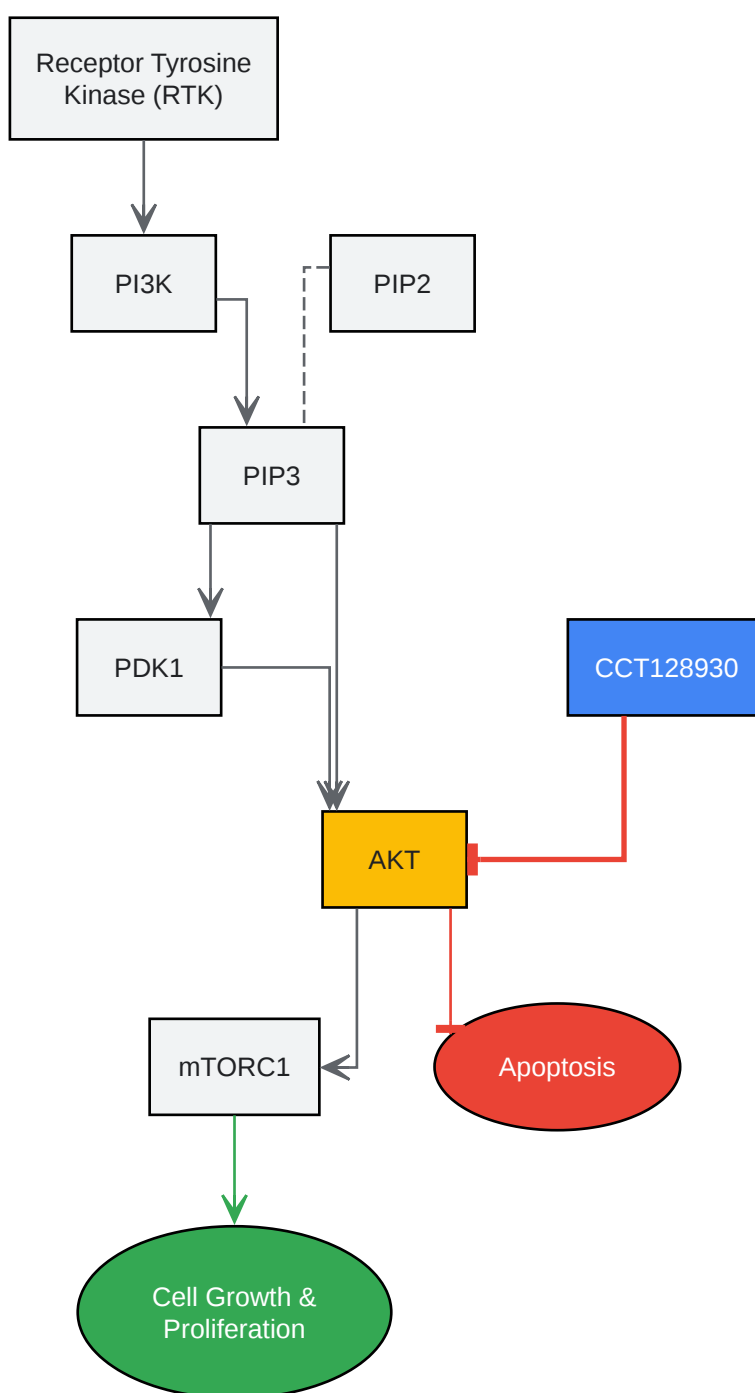 Receptor Tyrosine
Kinase (RTK)
PI3K
PIP2
PIP3
PDK1
CCT128930
AKT
mTORC1
Apoptosis
Cell Growth &
Proliferation